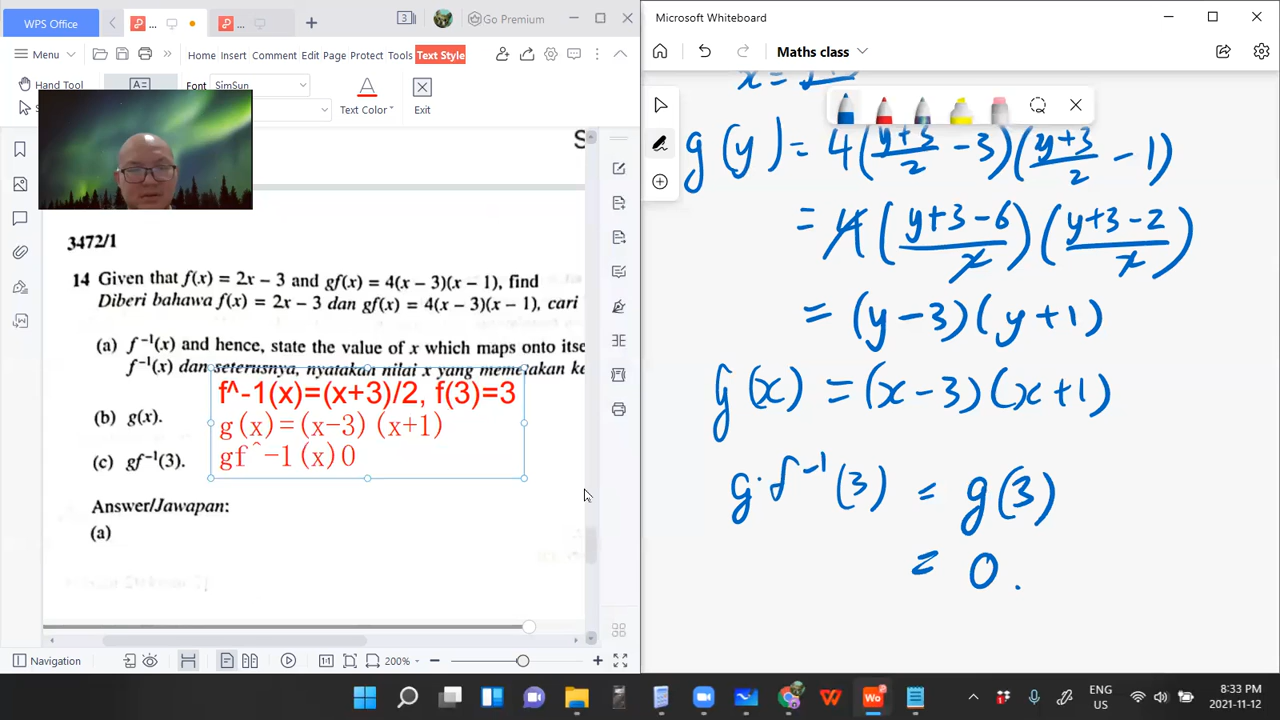 WPS Office
...
...
3
Go Premium
Microsoft Whiteboard
Menu
Home Insert Comment Edit Page Protect Text Style
Maths class
Hand Tool
Font SimSun
Text Color
Exit
S
3472/1
14 Given that f(x) = 2x − 3 and gf(x) = 4(x − 3)(x − 1), find
Diberi bahawa f(x) = 2x − 3 dan gf(x) = 4(x − 3)(x − 1), cari
(a) f⁻¹(x) and hence, state the value of x which maps onto itse
f⁻¹(x) dan seterusnya, nyatakan nilai x yang memetakan ke
f^-1(x)=(x+3)/2, f(3)=3
(b) g(x).
g(x)=(x-3)(x+1)
(c) gf⁻¹(3).
gf^-1(x)0
Answer/Jawapan:
(a)
g(y) = 4((y+3)/2 − 3)((y+3)/2 − 1)
= 4((y+3−6)/2)((y+3−2)/2)
= (y−3)(y+1)
g(x) = (x−3)(x+1)
g·f⁻¹(3) = g(3)
= 0.
Navigation
1:1
200%
ENG
US
8:33 PM
2021-11-12